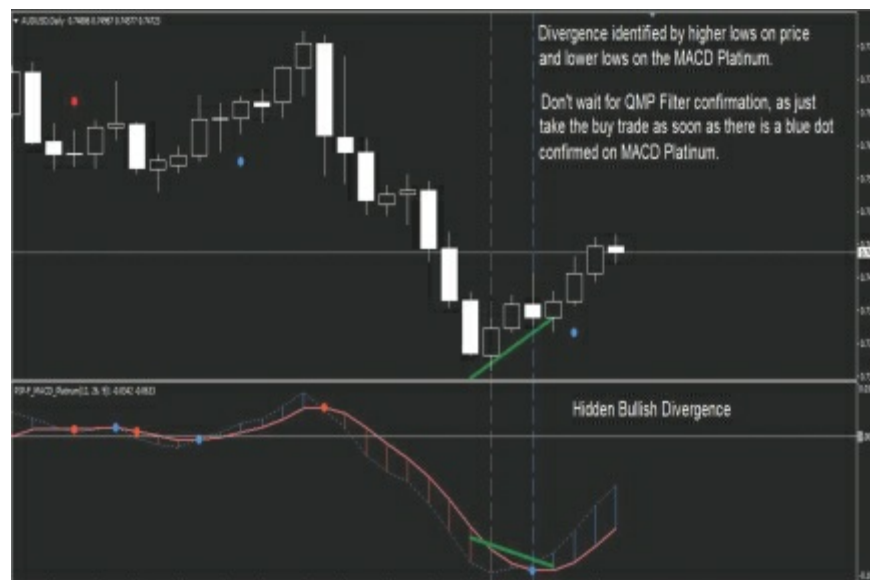 AUDUSD,Daily
Divergence identified by higher lows on price
and lower lows on the MACD Platinum.
Don't wait for QMP Filter confirmation, as just
take the buy trade as soon as there is a blue dot
confirmed on MACD Platinum.
Hidden Bullish Divergence